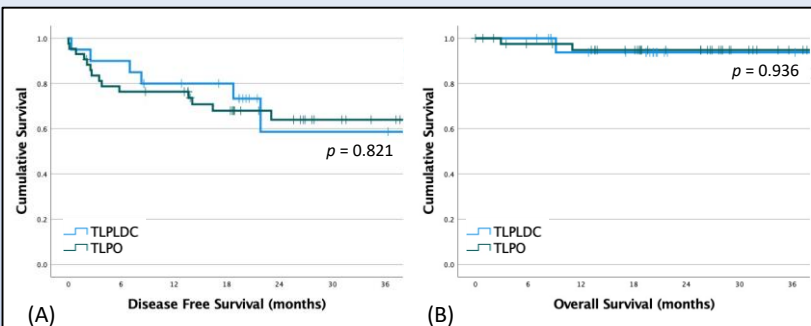 Cumulative Survival
1.0
0.8
0.6
0.4
0.2
0.0
p = 0.821
TLPLDC
TLPO
0 6 12 18 24 30 36
Disease Free Survival (months)
(A)
Cumulative Survival
1.0
0.8
0.6
0.4
0.2
0.0
p = 0.936
TLPLDC
TLPO
0 6 12 18 24 30 36
Overall Survival (months)
(B)